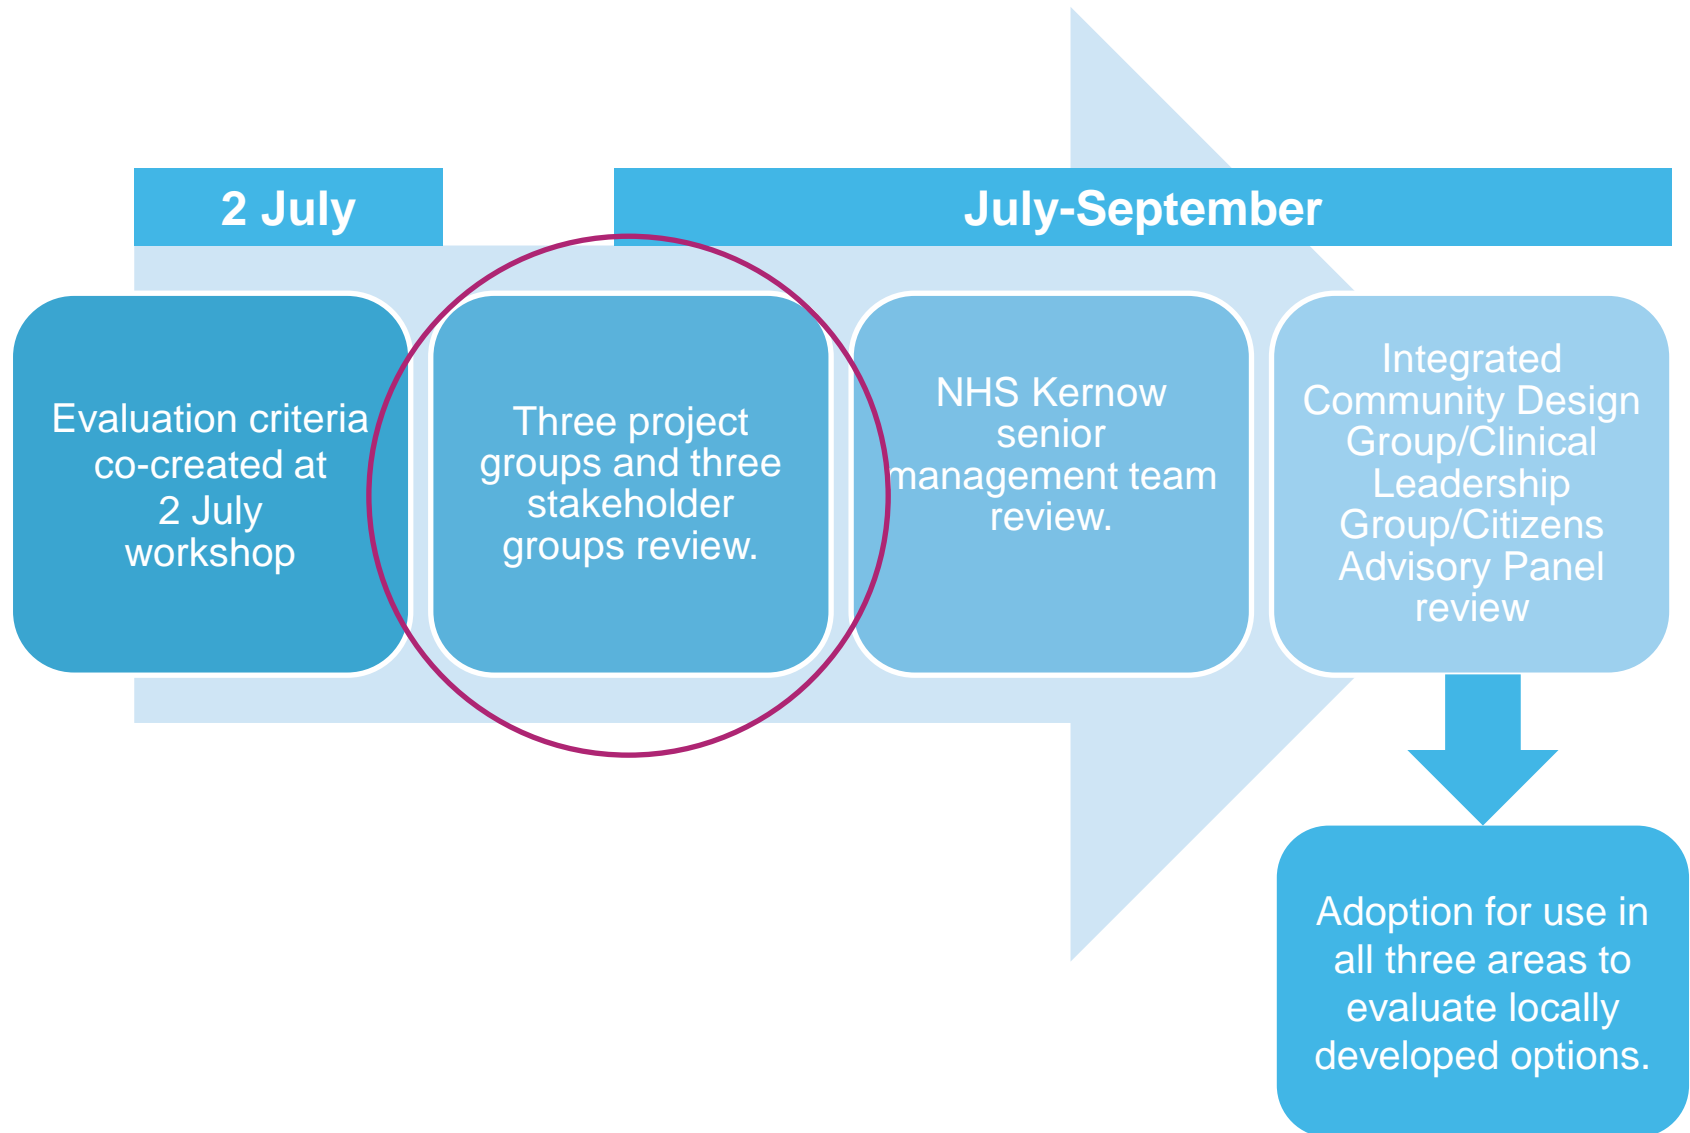 2 July
July-September
Evaluation criteria
co-created at
2 July
workshop
Three project
groups and three
stakeholder
groups review.
NHS Kernow
senior
management team
review.
Integrated
Community Design
Group/Clinical
Leadership
Group/Citizens
Advisory Panel
review
Adoption for use in
all three areas to
evaluate locally
developed options.